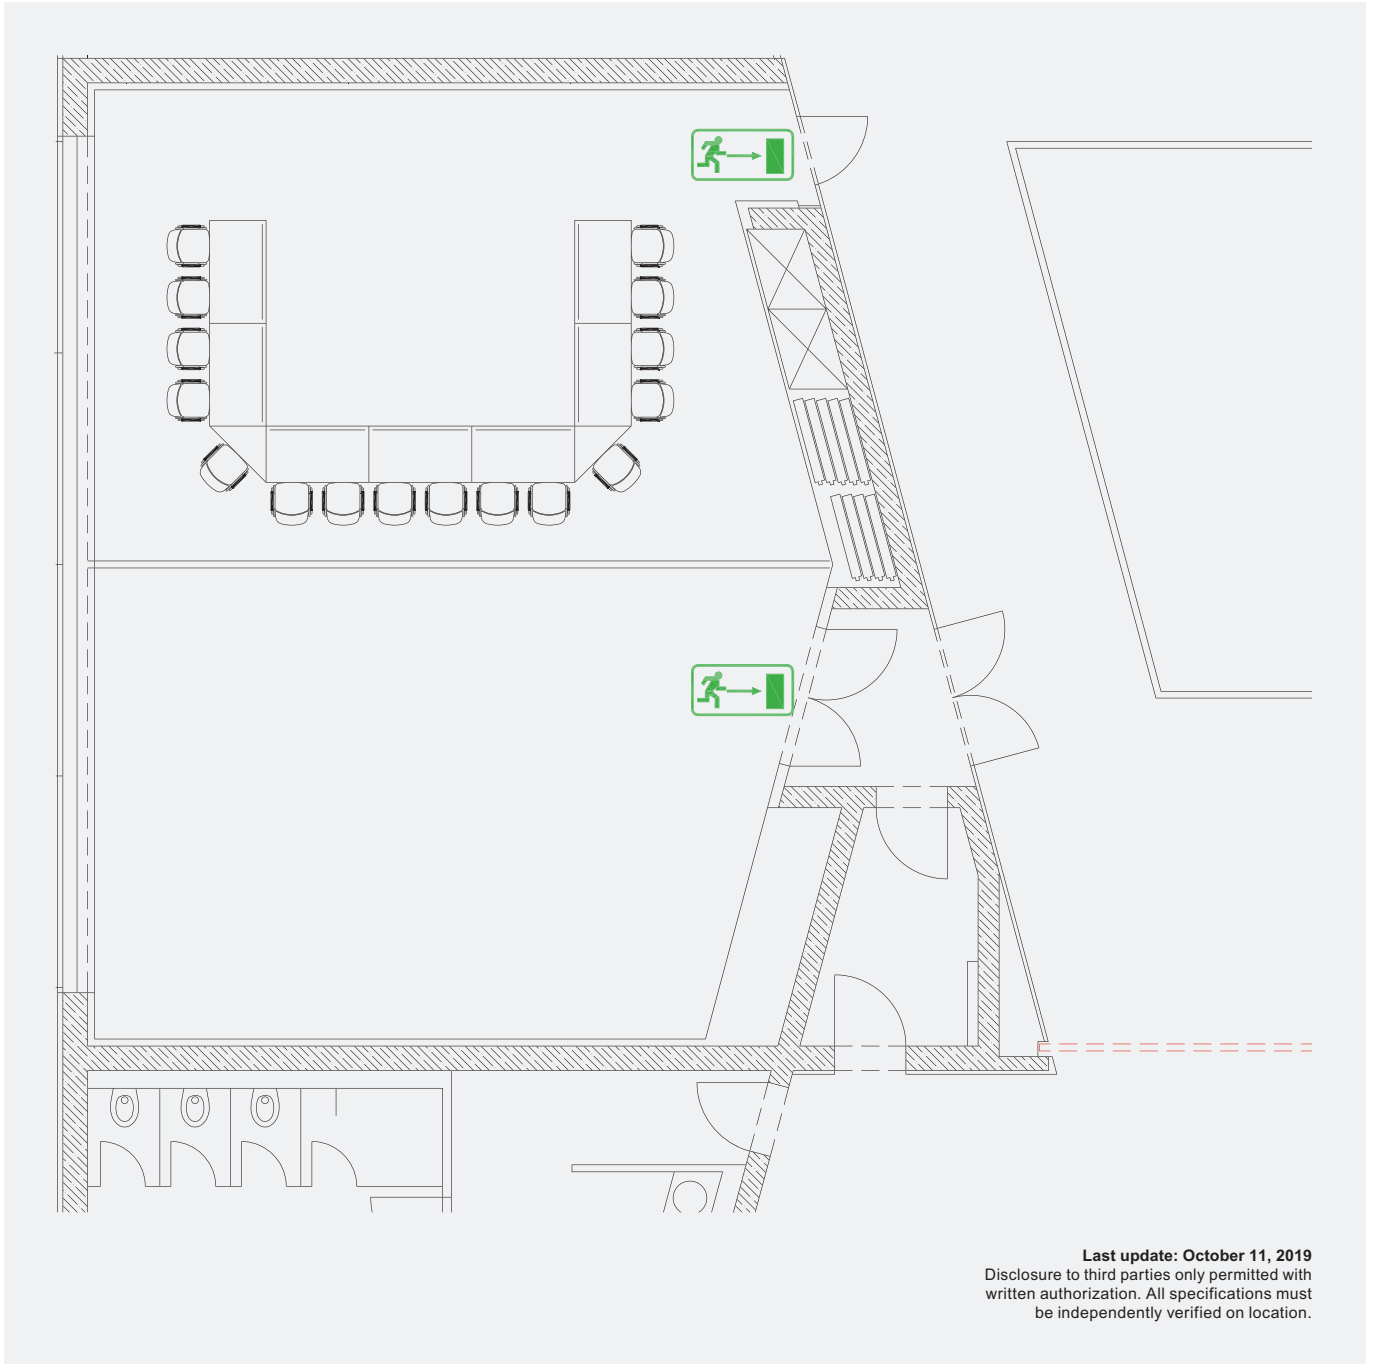 Last update: October 11, 2019
Disclosure to third parties only permitted with
written authorization. All specifications must
be independently verified on location.